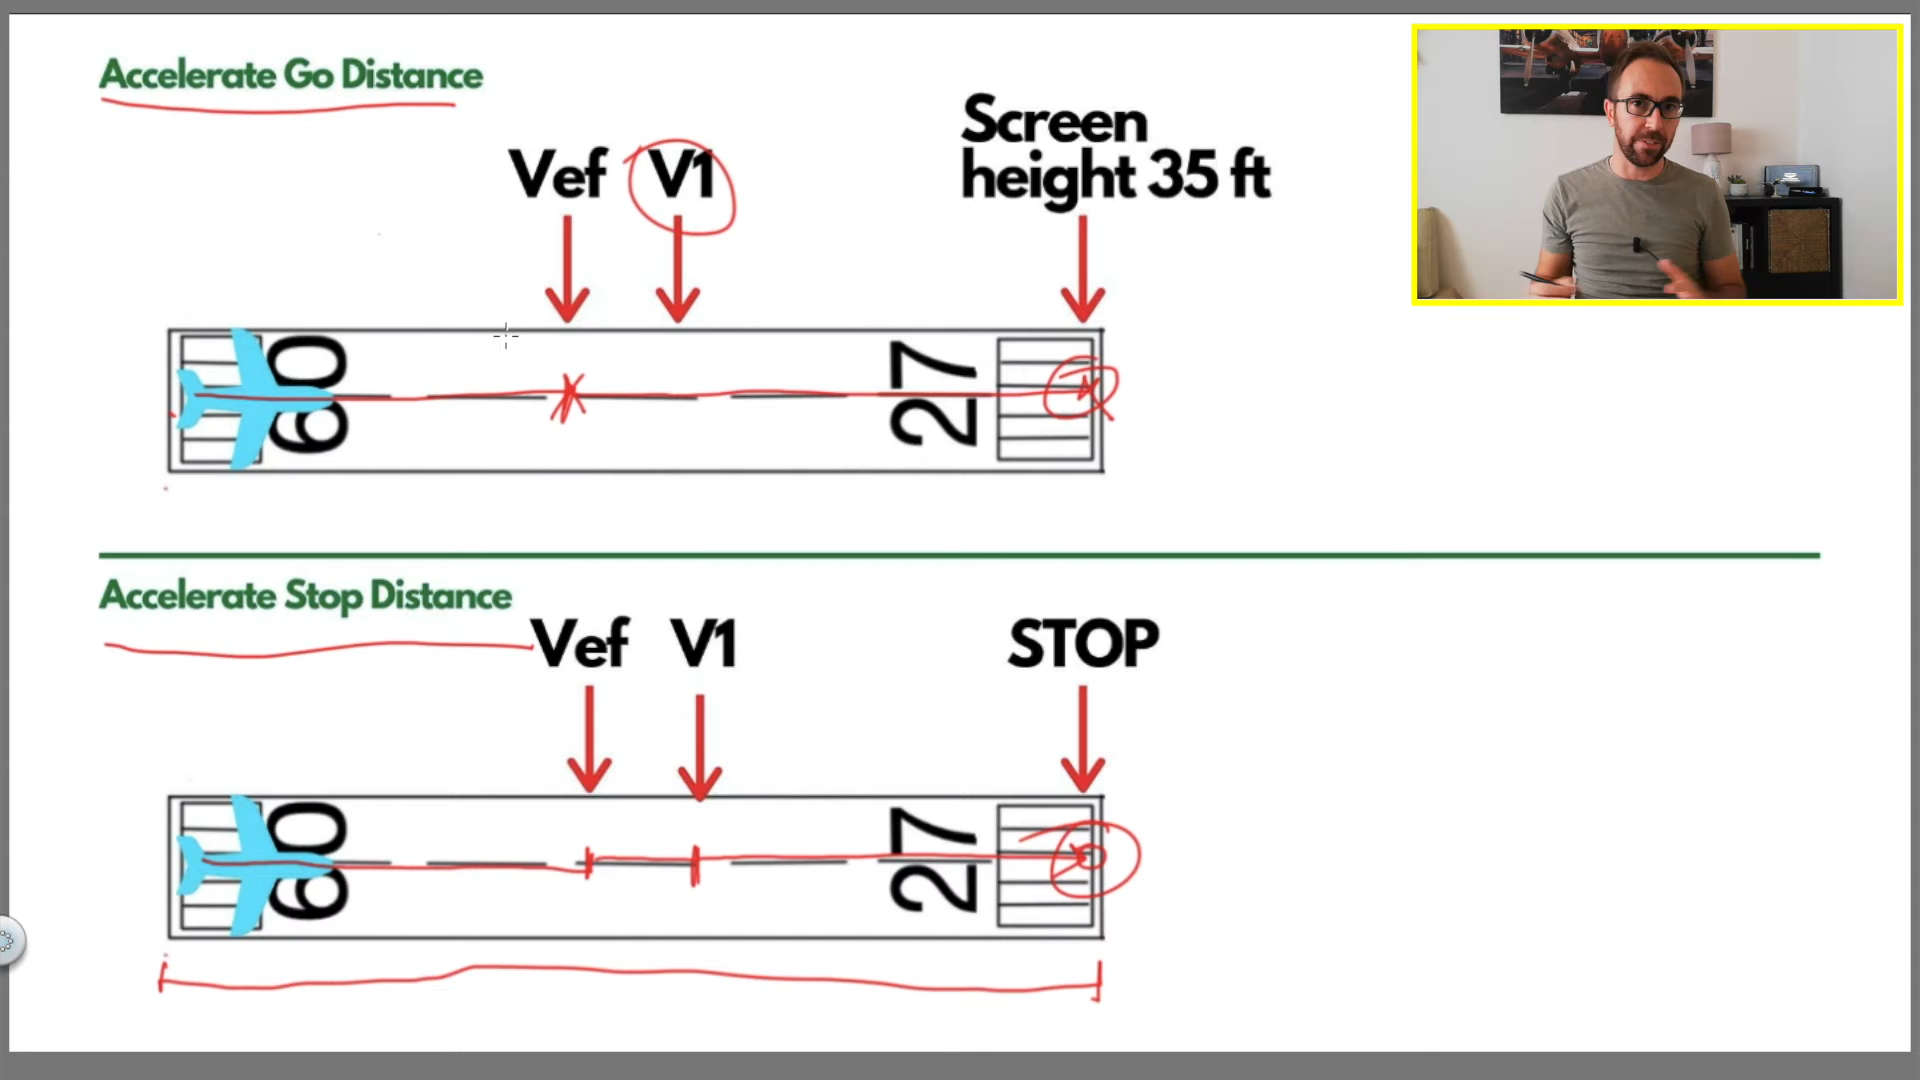 Accelerate Go Distance
Vef V1
Screen
height 35 ft
09
27
Accelerate Stop Distance
Vef V1
STOP
09
27